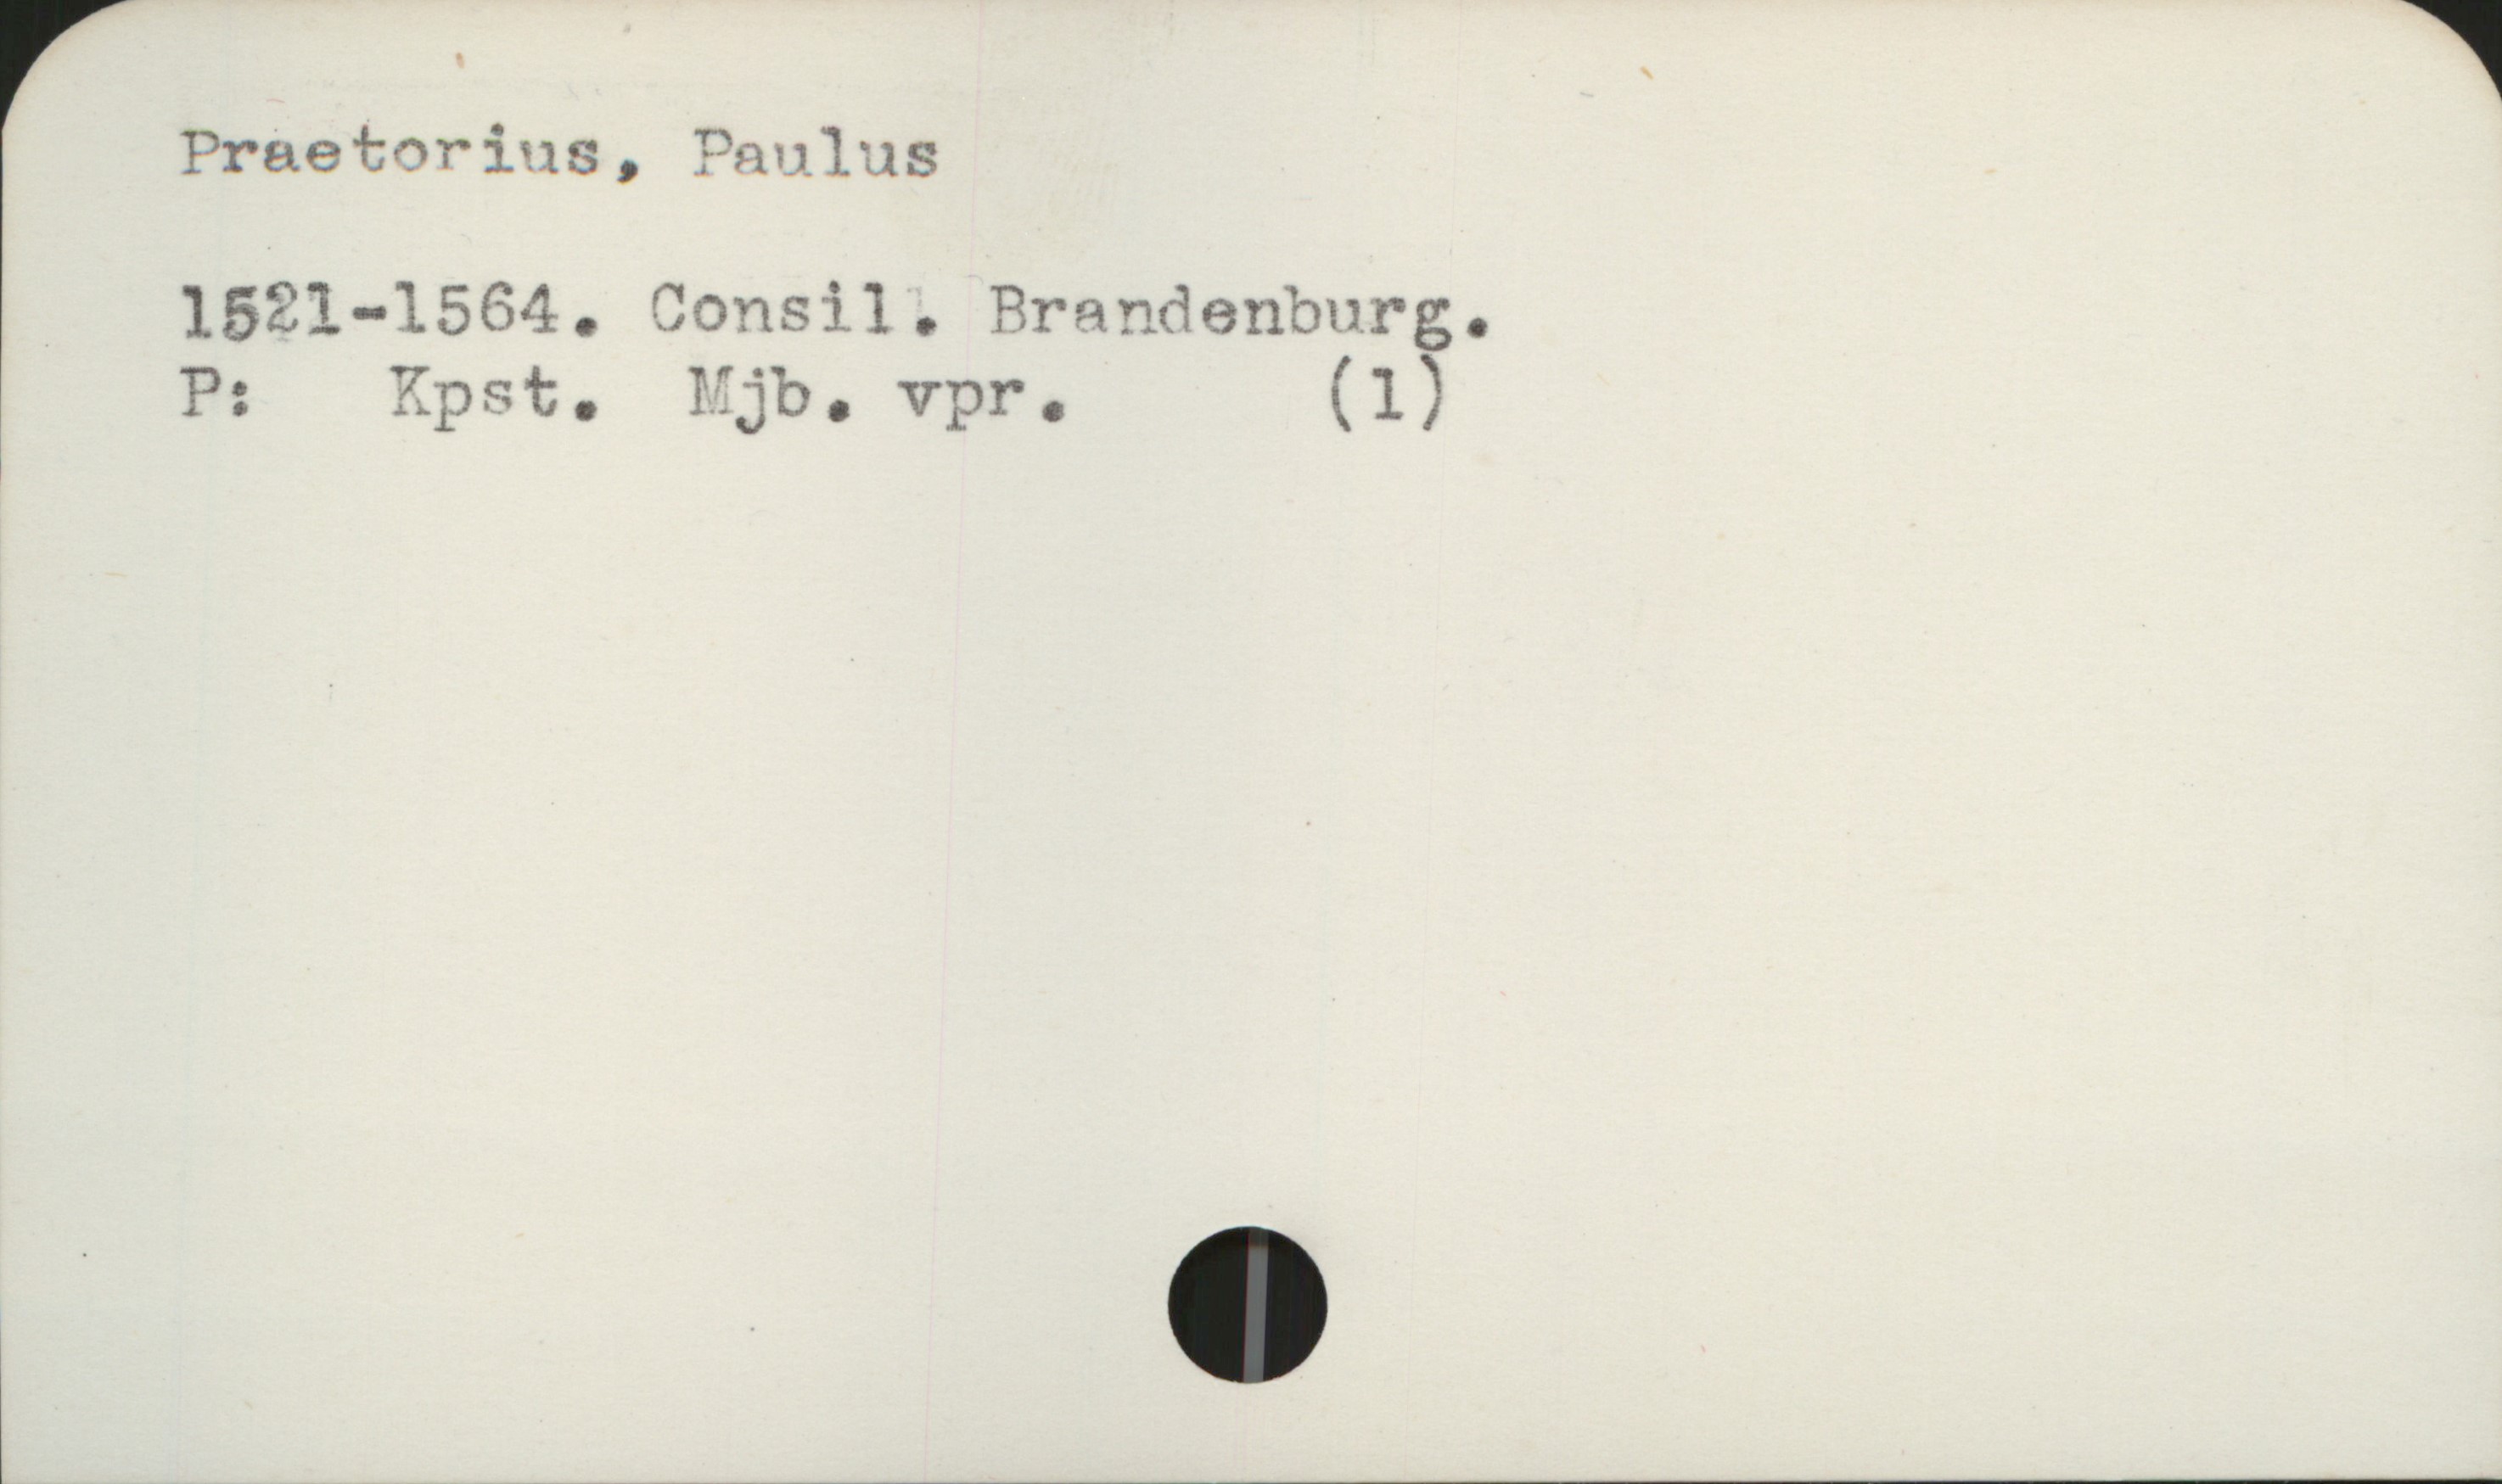 Praetorius, Paulus
1521-1564. Consil. Brandenburg.
P: Kpst. Mjb. vpr. (1)